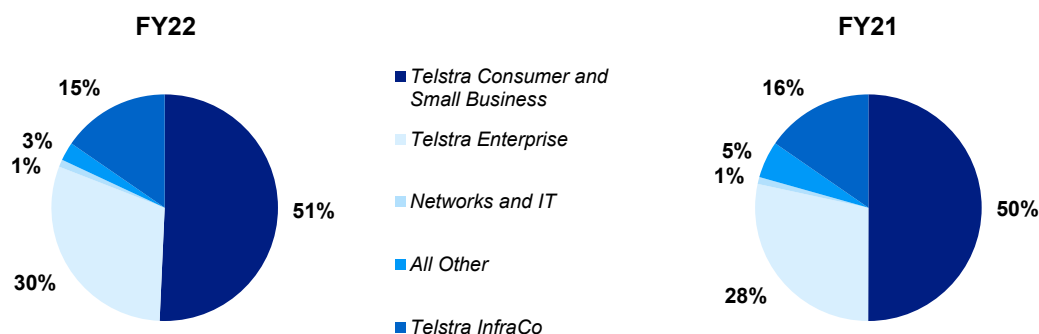 FY22
15%
3%
1%
30%
51%
Telstra Consumer and
Small Business
Telstra Enterprise
Networks and IT
All Other
Telstra InfraCo
FY21
16%
5%
1%
28%
50%